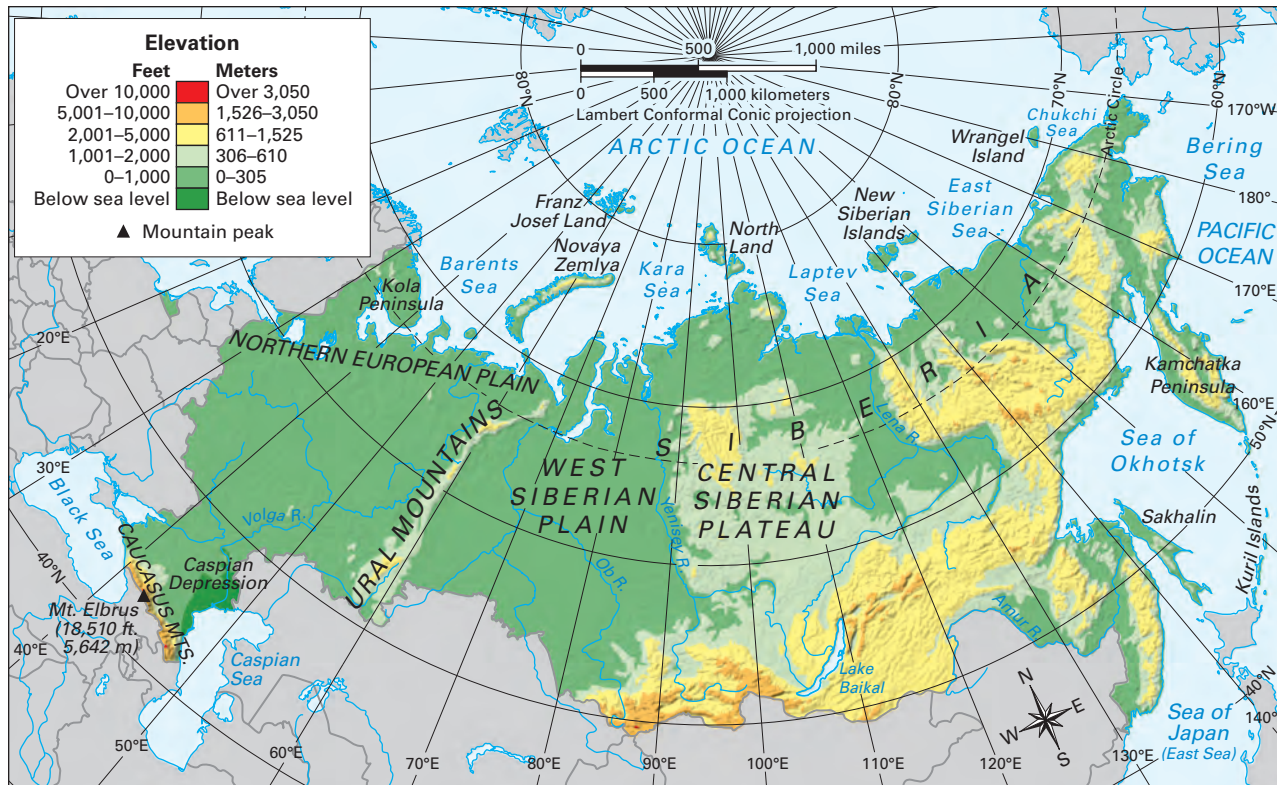 Elevation
Feet Meters
Over 10,000 Over 3,050
5,001–10,000 1,526–3,050
2,001–5,000 611–1,525
1,001–2,000 306–610
0–1,000 0–305
Below sea level Below sea level
▲ Mountain peak
0 500 1,000 miles
0 500 1,000 kilometers
Lambert Conformal Conic projection
80°N
80°N
70°N
Arctic Circle
60°N
170°W
180°
170°E
160°E
50°N
40°N
140°E
130°E
120°E
110°E
100°E
90°E
80°E
70°E
60°E
50°E
40°E
40°N
30°E
20°E
ARCTIC OCEAN
Chukchi
Sea
Wrangel
Island
Bering
Sea
East
Siberian
Sea
New
Siberian
Islands
PACIFIC
OCEAN
Franz
Josef Land
North
Land
Novaya
Zemlya
Barents
Sea
Kara
Sea
Laptev
Sea
Kola
Peninsula
NORTHERN EUROPEAN PLAIN
SIBERIA
Kamchatka
Peninsula
Lena R.
URAL MOUNTAINS
WEST
SIBERIAN
PLAIN
CENTRAL
SIBERIAN
PLATEAU
Sea of
Okhotsk
Black Sea
Volga R.
Yenisey R.
Ob R.
Sakhalin
Kuril Islands
CAUCASUS MTS.
Caspian
Depression
Mt. Elbrus
(18,510 ft.
5,642 m)
Caspian
Sea
Amur R.
Lake
Baikal
N
E
W
S
Sea of
Japan
(East Sea)